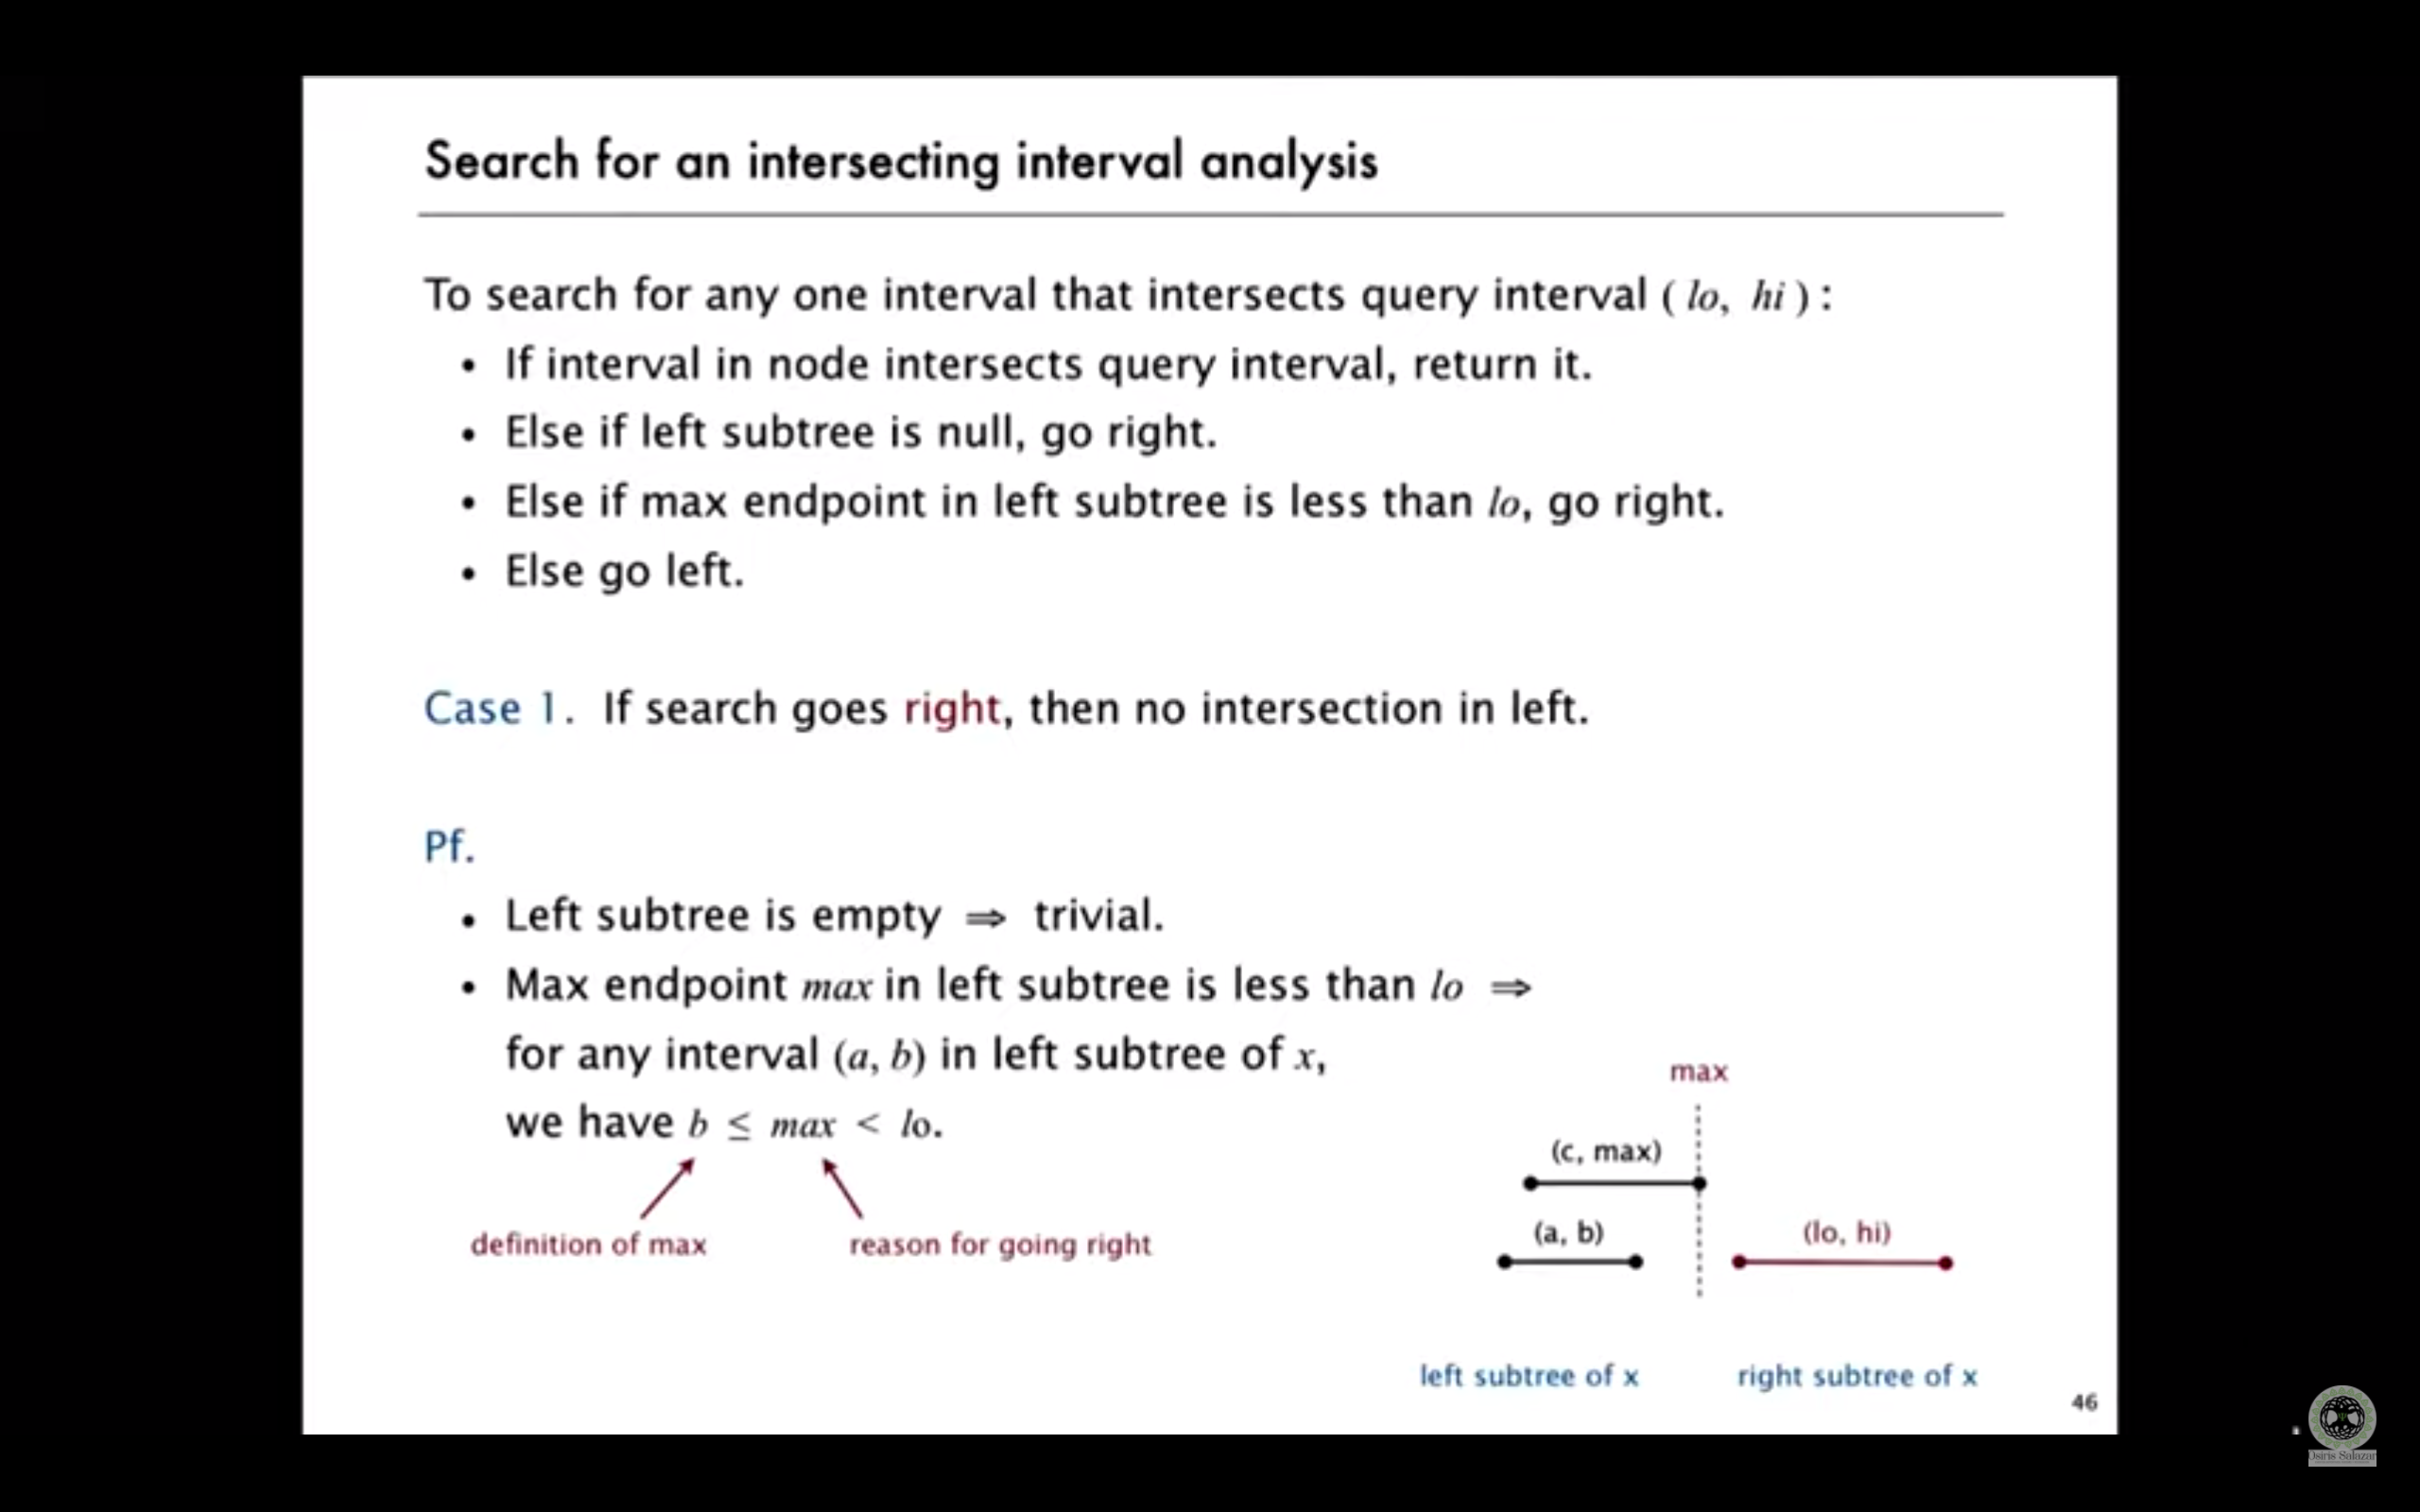 Search for an intersecting interval analysis
To search for any one interval that intersects query interval ( lo, hi ) :
• If interval in node intersects query interval, return it.
• Else if left subtree is null, go right.
• Else if max endpoint in left subtree is less than lo, go right.
• Else go left.
Case 1. If search goes right, then no intersection in left.
Pf.
• Left subtree is empty ⇒ trivial.
• Max endpoint max in left subtree is less than lo ⇒
for any interval (a, b) in left subtree of x,
we have b ≤ max < lo.
definition of max
reason for going right
max
(c, max)
(a, b)
(lo, hi)
left subtree of x
right subtree of x
46
Osiris Salazar